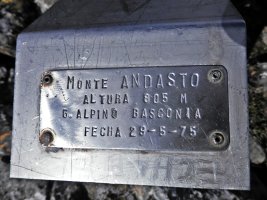 MONTE ANDASTO
ALTURA 805 M
G. ALPINO GASCONIA
FECHA 29-5-75